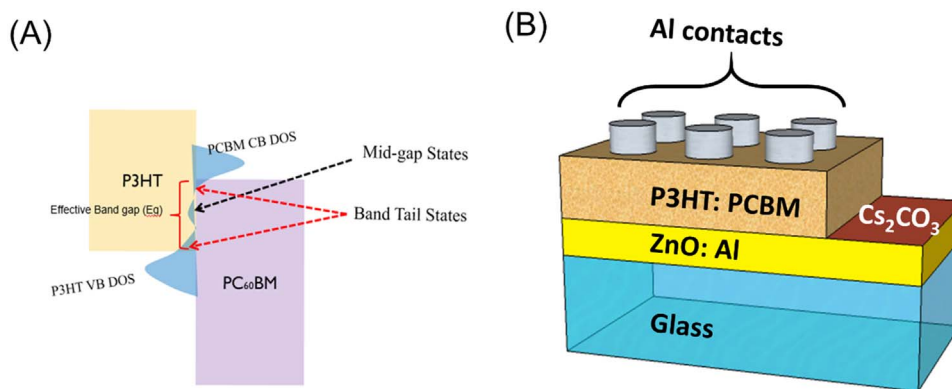 (A)
PCBM CB DOS
Mid-gap States
P3HT
Effective Band gap (Eg)
Band Tail States
P3HT VB DOS
PC₆₀BM
(B)
Al contacts
P3HT: PCBM
Cs₂CO₃
ZnO: Al
Glass